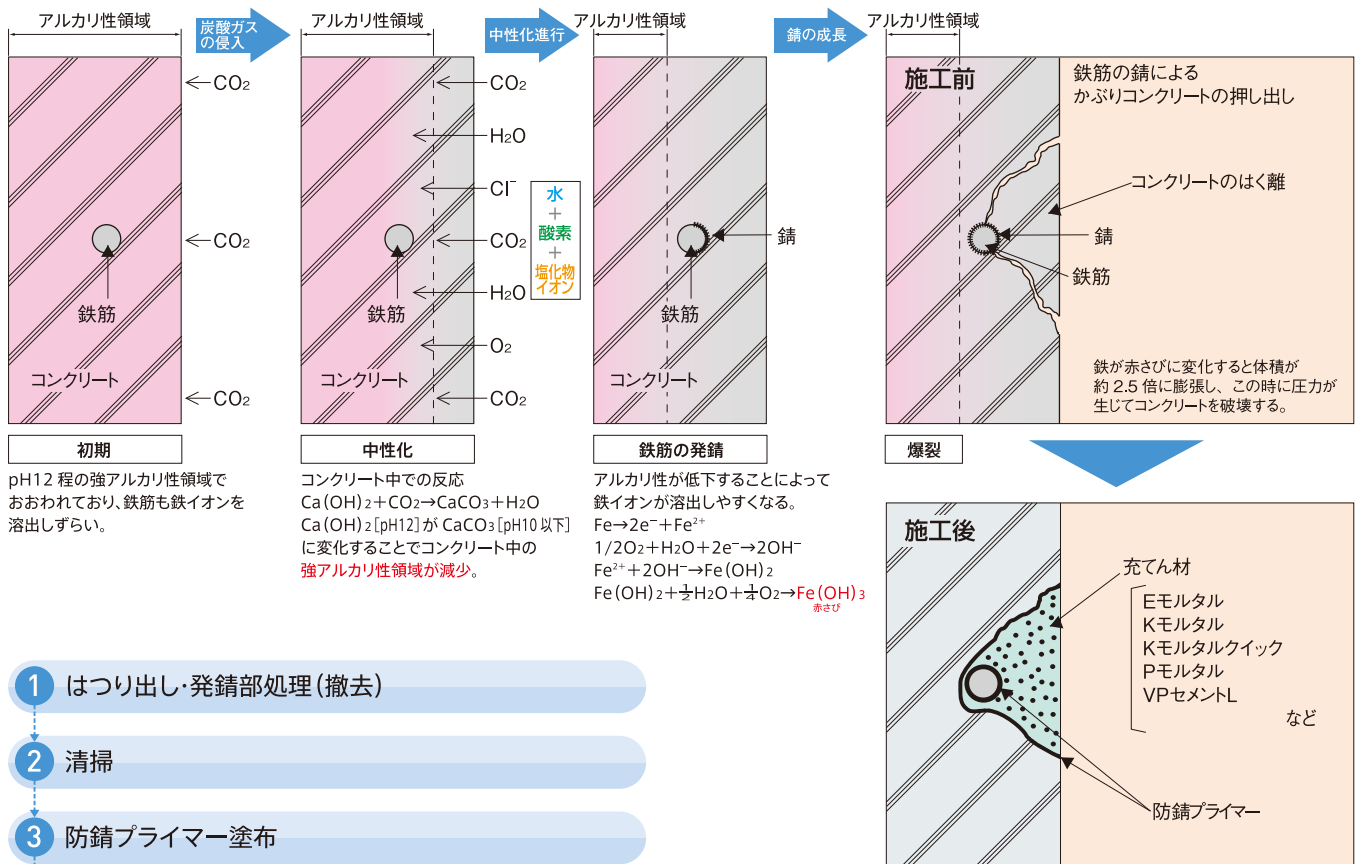 アルカリ性領域
炭酸ガス
の侵入
アルカリ性領域
中性化進行
アルカリ性領域
錆の成長
アルカリ性領域
CO2
CO2
CO2
鉄筋
コンクリート
初期
pH12 程の強アルカリ性領域で
おおわれており、鉄筋も鉄イオンを
溶出しずらい。
CO2
H2O
Cl⁻
CO2
H2O
O2
CO2
鉄筋
コンクリート
水
+
酸素
+
塩化物
イオン
中性化
コンクリート中での反応
Ca(OH)2+CO2→CaCO3+H2O
Ca(OH)2[pH12]が CaCO3[pH10 以下]
に変化することでコンクリート中の
強アルカリ性領域が減少。
錆
鉄筋
コンクリート
鉄筋の発錆
アルカリ性が低下することによって
鉄イオンが溶出しやすくなる。
Fe→2e⁻+Fe²⁺
1/2O2+H2O+2e⁻→2OH⁻
Fe²⁺+2OH⁻→Fe(OH)2
Fe(OH)2+½H2O+¼O2→Fe(OH)3
赤さび
施工前
鉄筋の錆による
かぶりコンクリートの押し出し
コンクリートのはく離
錆
鉄筋
鉄が赤さびに変化すると体積が
約 2.5 倍に膨張し、この時に圧力が
生じてコンクリートを破壊する。
爆裂
施工後
充てん材
Eモルタル
Kモルタル
Kモルタルクイック
Pモルタル
VPセメントL
など
防錆プライマー
1 はつり出し・発錆部処理(撤去)
2 清掃
3 防錆プライマー塗布